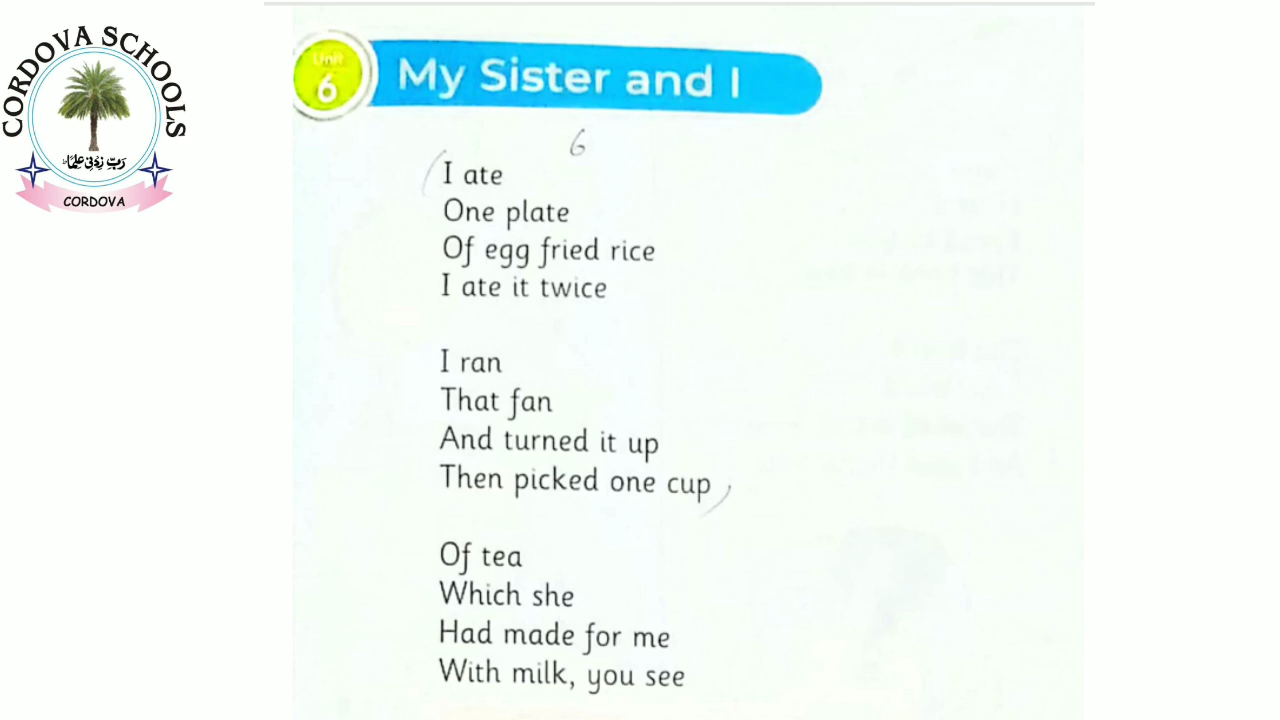 CORDOVA SCHOOLS
رَبِّ زِدْنِی عِلْمًا
CORDOVA
Unit
6
My Sister and I
6
I ate
One plate
Of egg fried rice
I ate it twice
I ran
That fan
And turned it up
Then picked one cup
Of tea
Which she
Had made for me
With milk, you see